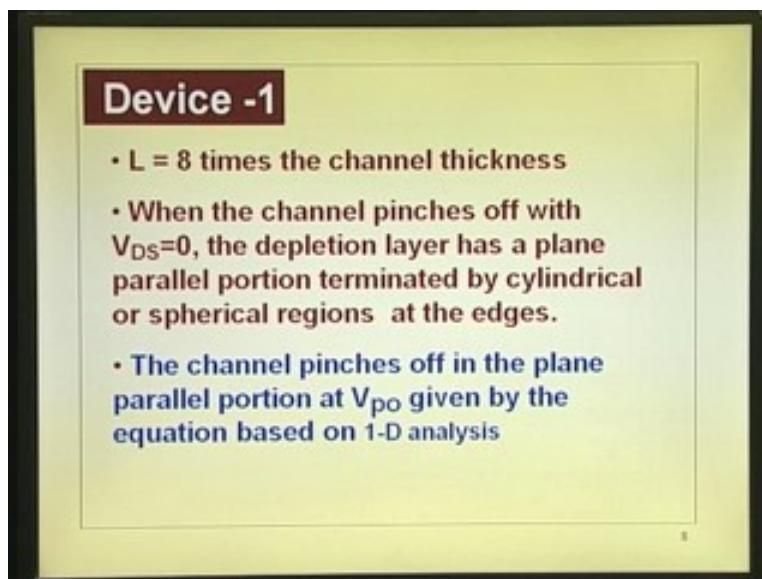 Device -1
• L = 8 times the channel thickness
• When the channel pinches off with
VDS=0, the depletion layer has a plane
parallel portion terminated by cylindrical
or spherical regions at the edges.
• The channel pinches off in the plane
parallel portion at Vpo given by the
equation based on 1-D analysis
8